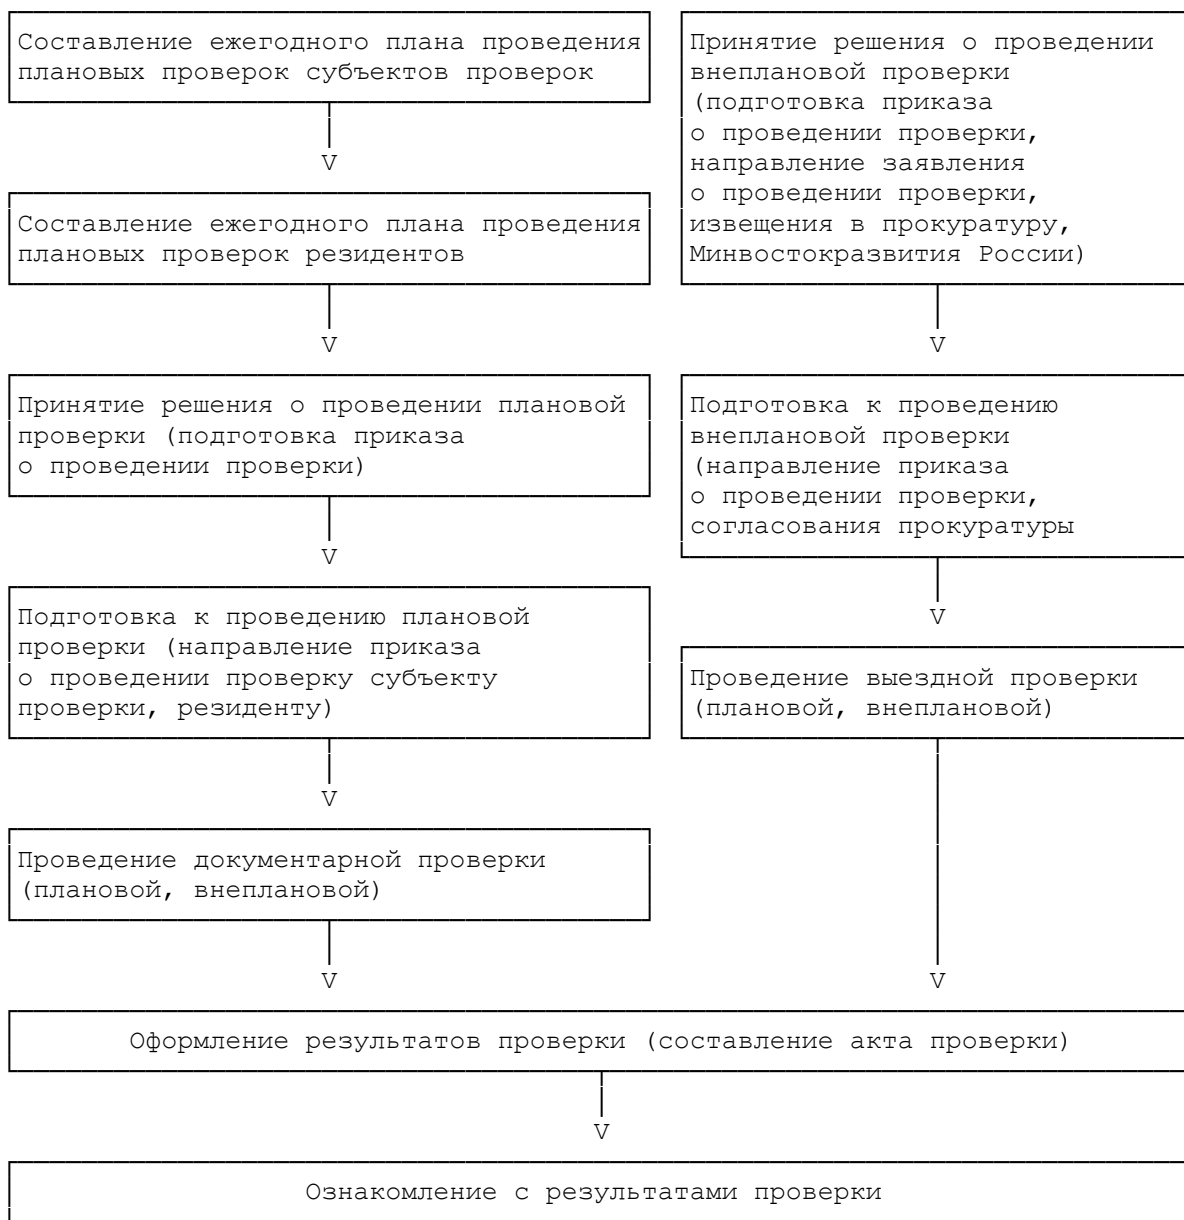 Составление ежегодного плана проведения
плановых проверок субъектов проверок
V
Составление ежегодного плана проведения
плановых проверок резидентов
V
Принятие решения о проведении плановой
проверки (подготовка приказа
о проведении проверки)
V
Подготовка к проведению плановой
проверки (направление приказа
о проведении проверку субъекту
проверки, резиденту)
V
Проведение документарной проверки
(плановой, внеплановой)
V
Принятие решения о проведении
внеплановой проверки
(подготовка приказа
о проведении проверки,
направление заявления
о проведении проверки,
извещения в прокуратуру,
Минвостокразвития России)
V
Подготовка к проведению
внеплановой проверки
(направление приказа
о проведении проверки,
согласования прокуратуры
V
Проведение выездной проверки
(плановой, внеплановой)
V
Оформление результатов проверки (составление акта проверки)
V
Ознакомление с результатами проверки